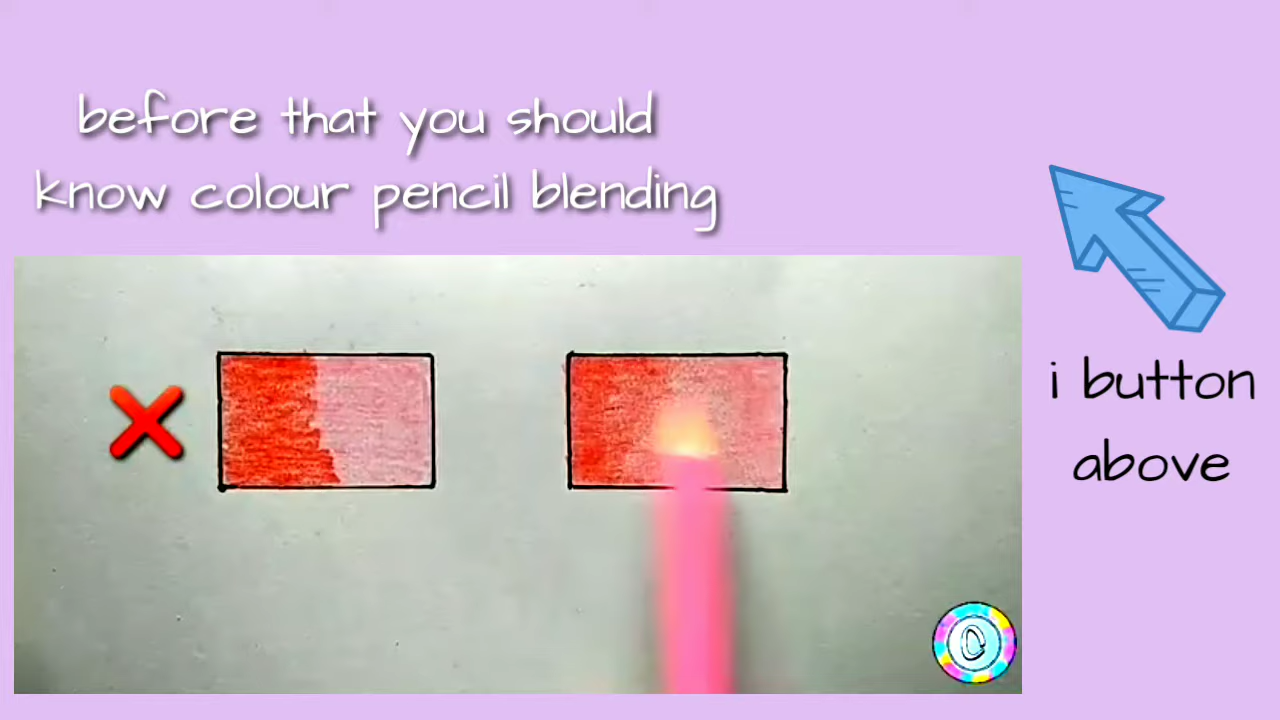 before that you should
know colour pencil blending
i button
above
C